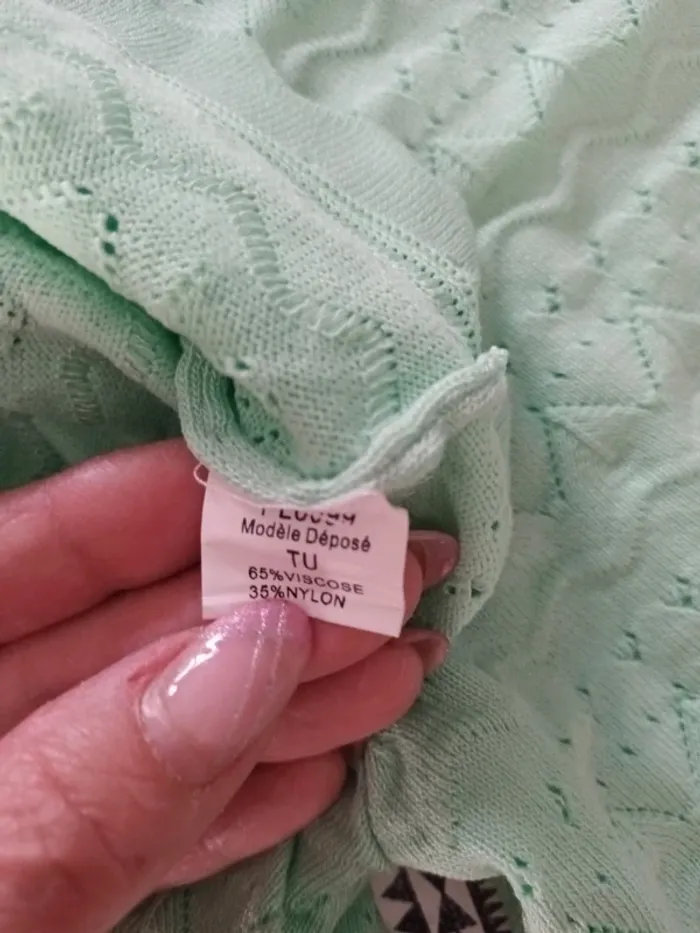 Modèle Déposé
TU
65%VISCOSE
35%NYLON